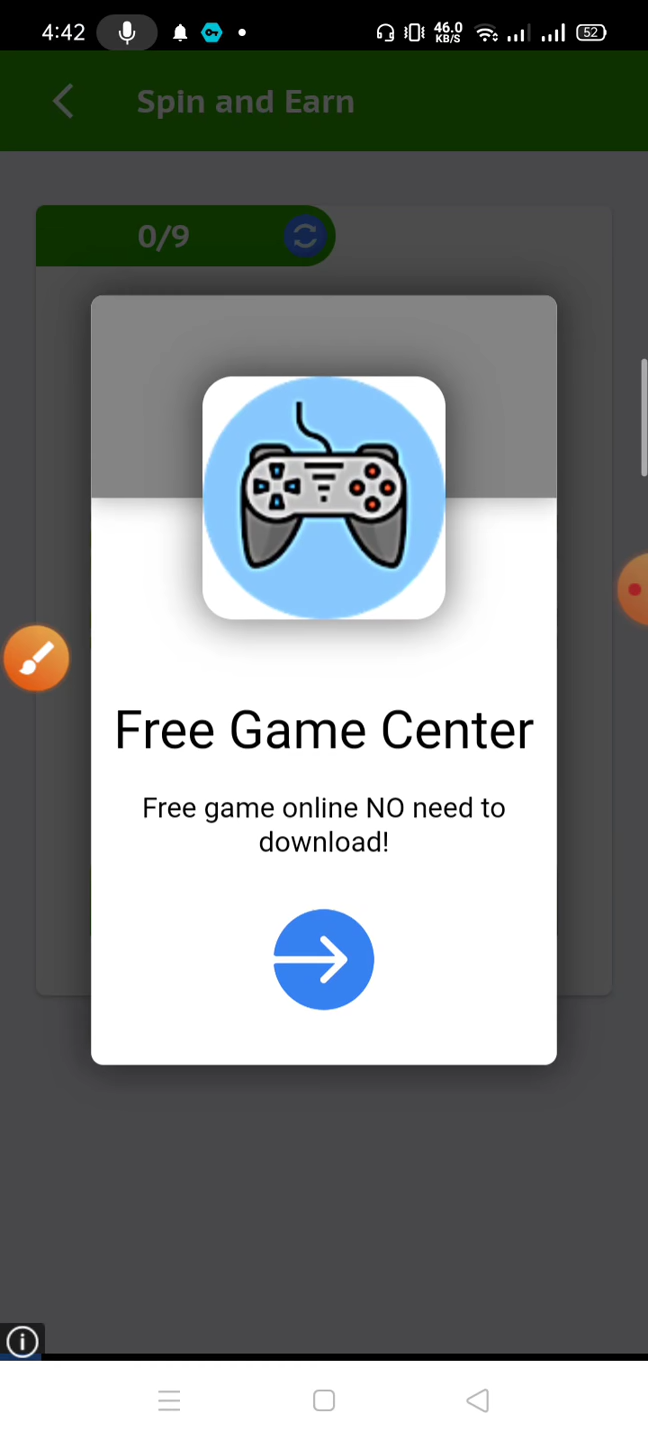 4:42
46.0
KB/S
52
Spin and Earn
0/9
Free Game Center
Free game online NO need to
download!